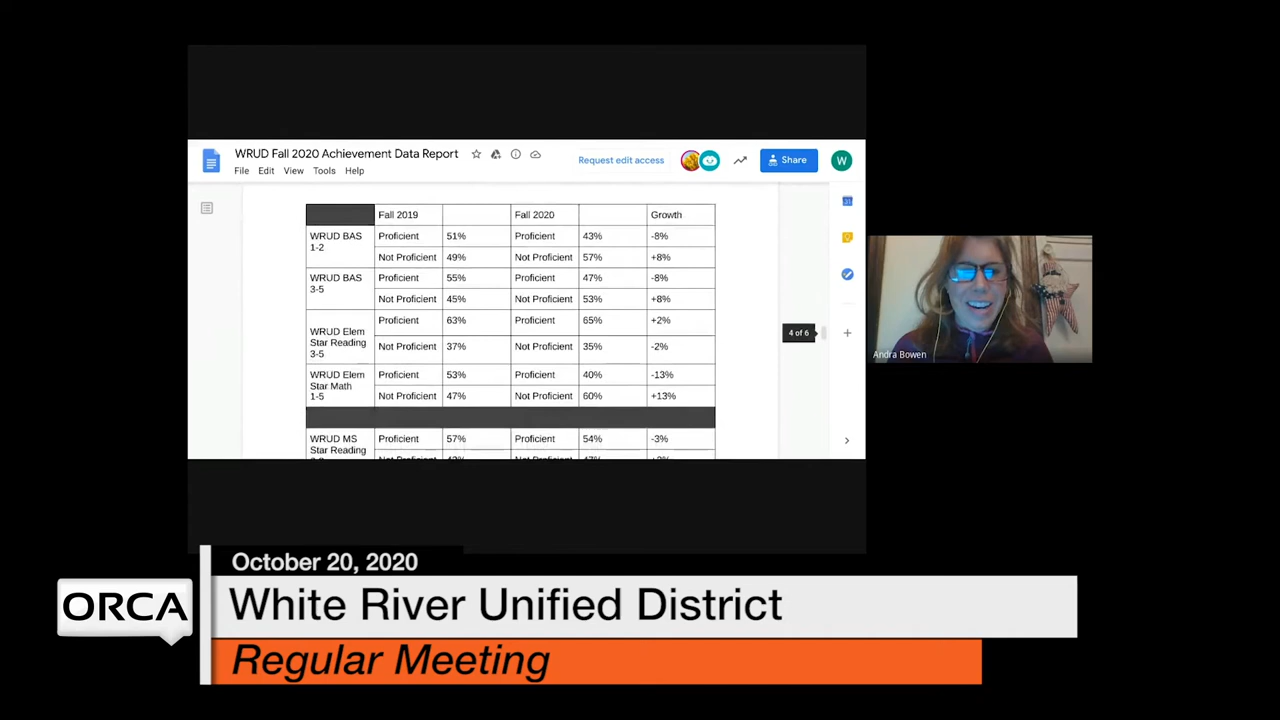 WRUD Fall 2020 Achievement Data Report
File Edit View Tools Help
Request edit access
Share
W
Fall 2019 Fall 2020 Growth
WRUD BAS
1-2
Proficient 51% Proficient 43% -8%
Not Proficient 49% Not Proficient 57% +8%
WRUD BAS
3-5
Proficient 55% Proficient 47% -8%
Not Proficient 45% Not Proficient 53% +8%
WRUD Elem
Star Reading
3-5
Proficient 63% Proficient 65% +2%
Not Proficient 37% Not Proficient 35% -2%
WRUD Elem
Star Math
1-5
Proficient 53% Proficient 40% -13%
Not Proficient 47% Not Proficient 60% +13%
WRUD MS
Star Reading
Proficient 57% Proficient 54% -3%
Not Proficient Not Proficient
4 of 6
31
Andra Bowen
October 20, 2020
ORCA
White River Unified District
Regular Meeting